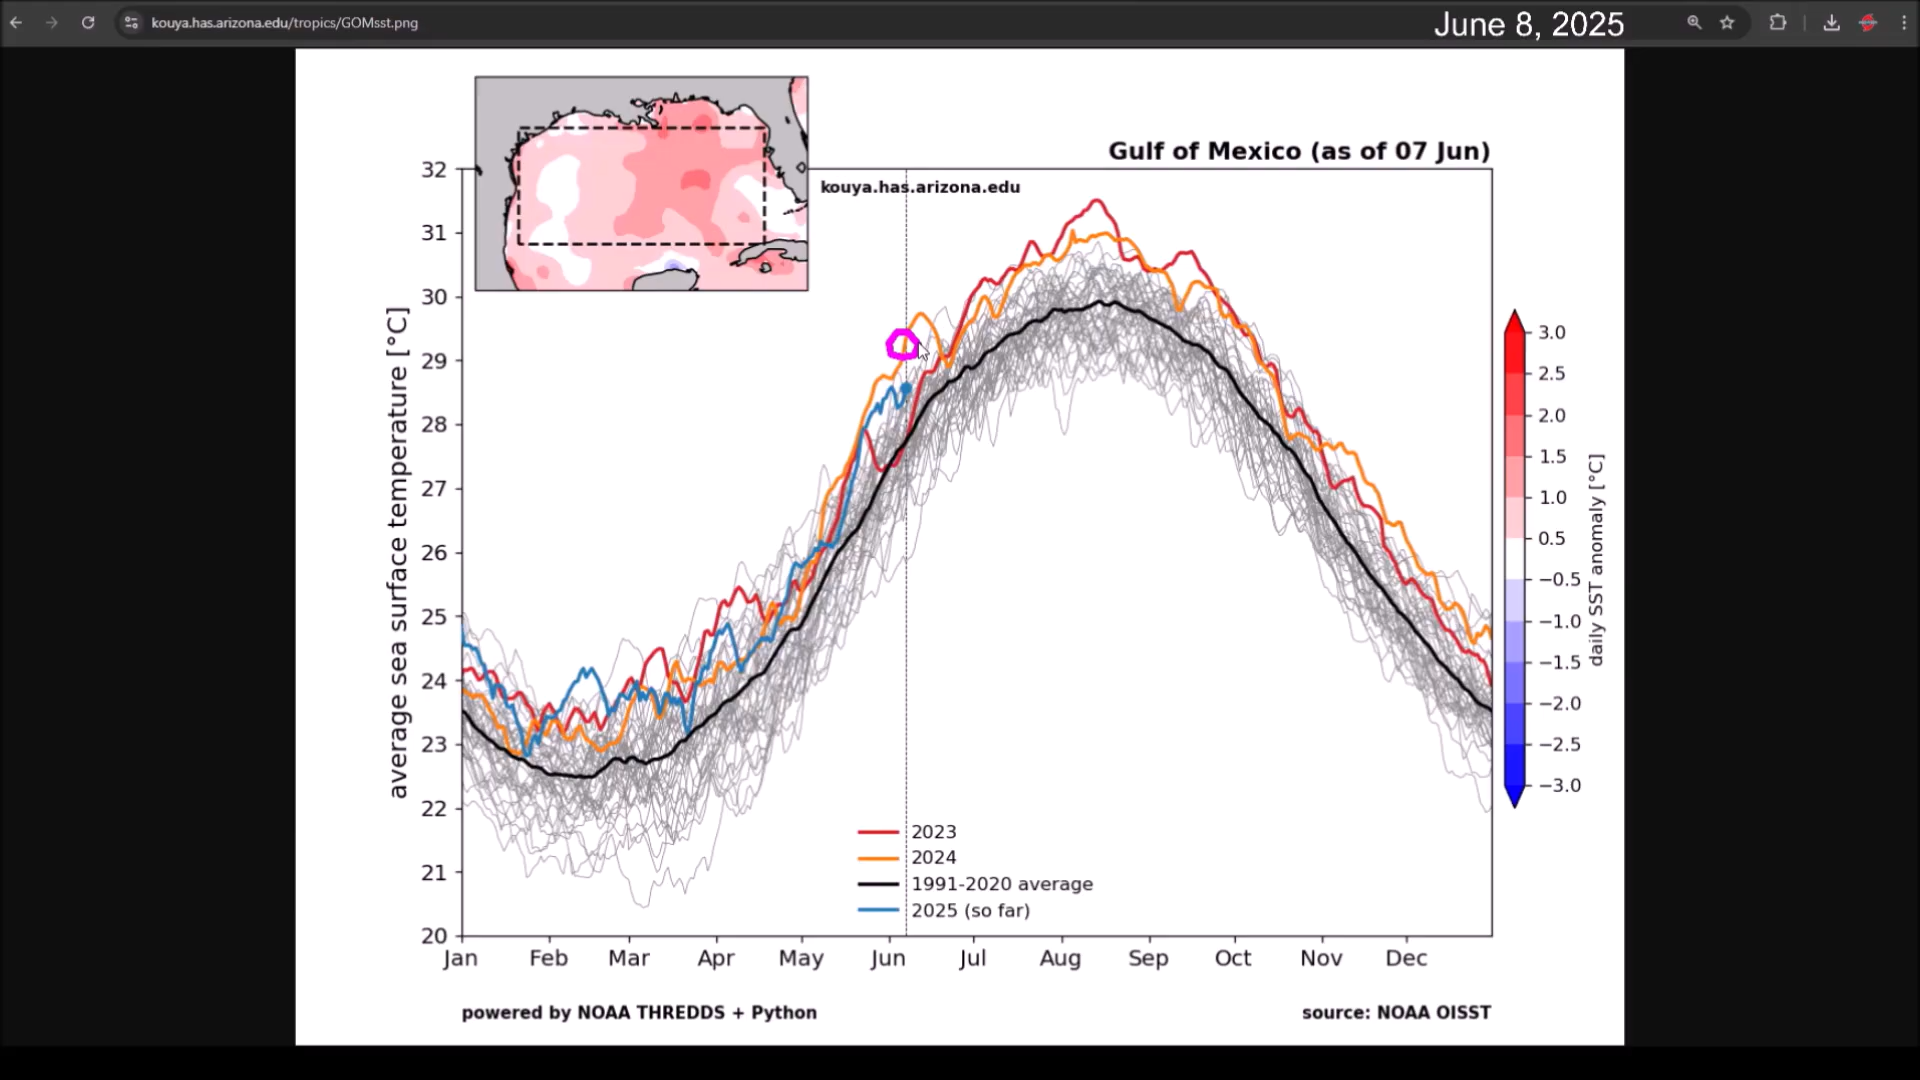 kouya.has.arizona.edu/tropics/GOMsst.png
June 8, 2025
Gulf of Mexico (as of 07 Jun)
kouya.has.arizona.edu
average sea surface temperature [°C]
32
31
30
29
28
27
26
25
24
23
22
21
20
Jan Feb Mar Apr May Jun Jul Aug Sep Oct Nov Dec
2023
2024
1991-2020 average
2025 (so far)
3.0
2.5
2.0
1.5
1.0
0.5
−0.5
−1.0
−1.5
−2.0
−2.5
−3.0
daily SST anomaly [°C]
powered by NOAA THREDDS + Python
source: NOAA OISST